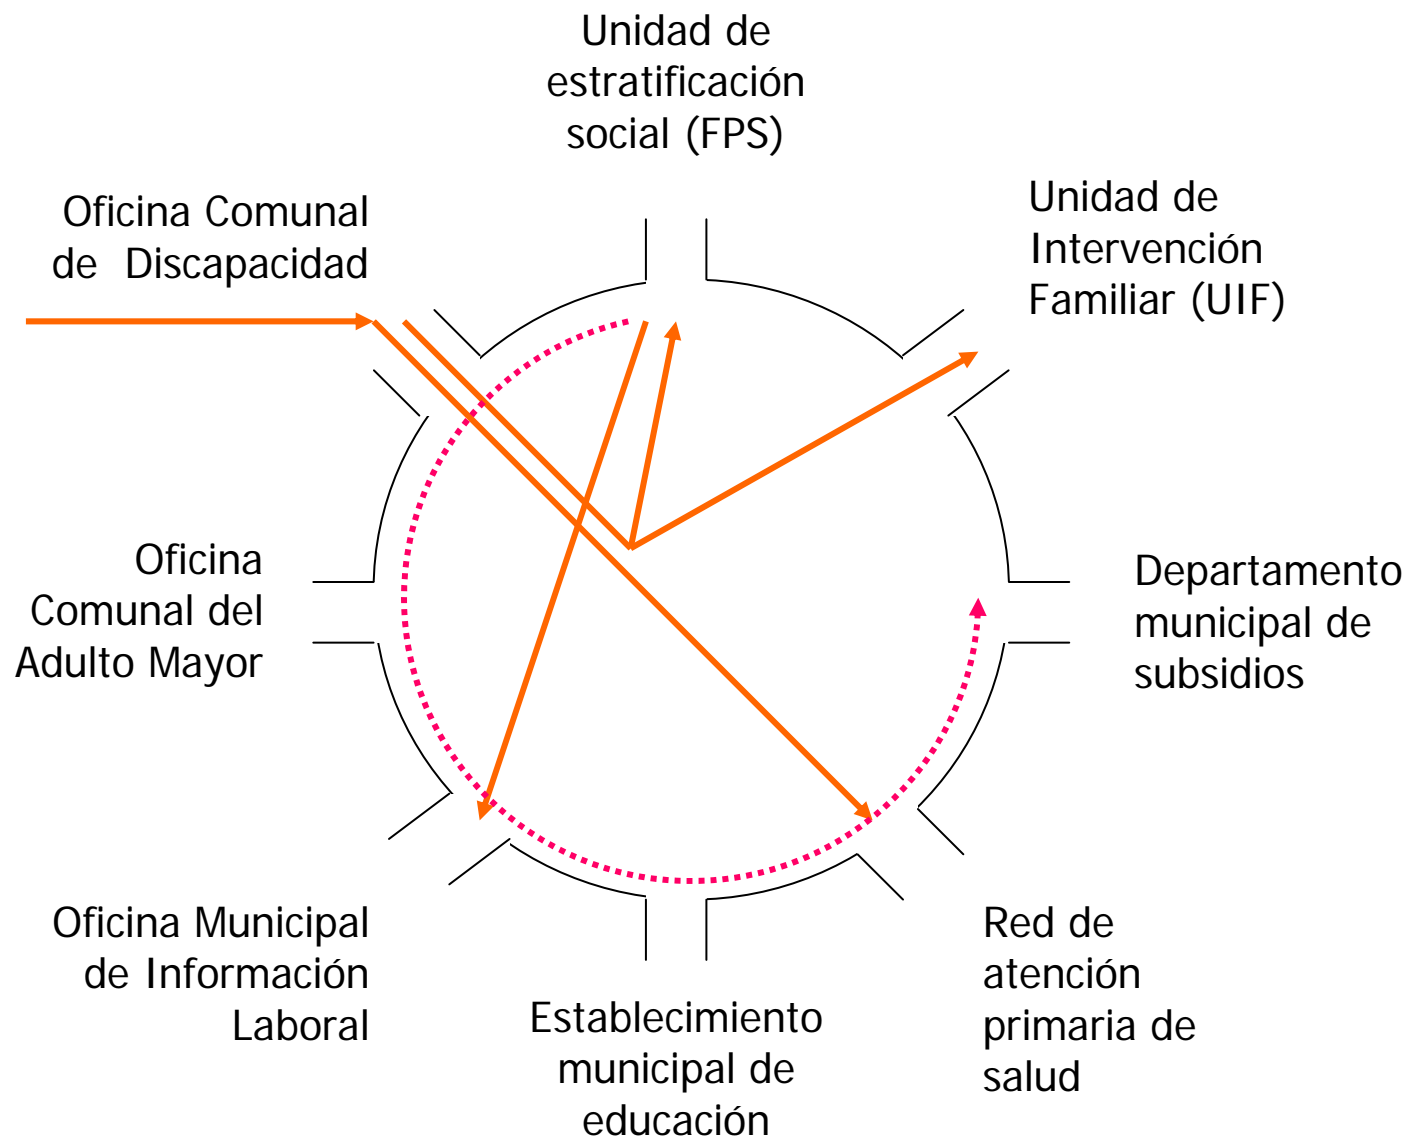 Unidad de
estratificación
social (FPS)
Oficina Comunal
de Discapacidad
Unidad de
Intervención
Familiar (UIF)
Oficina
Comunal del
Adulto Mayor
Departamento
municipal de
subsidios
Oficina Municipal
de Información
Laboral
Establecimiento
municipal de
educación
Red de
atención
primaria de
salud